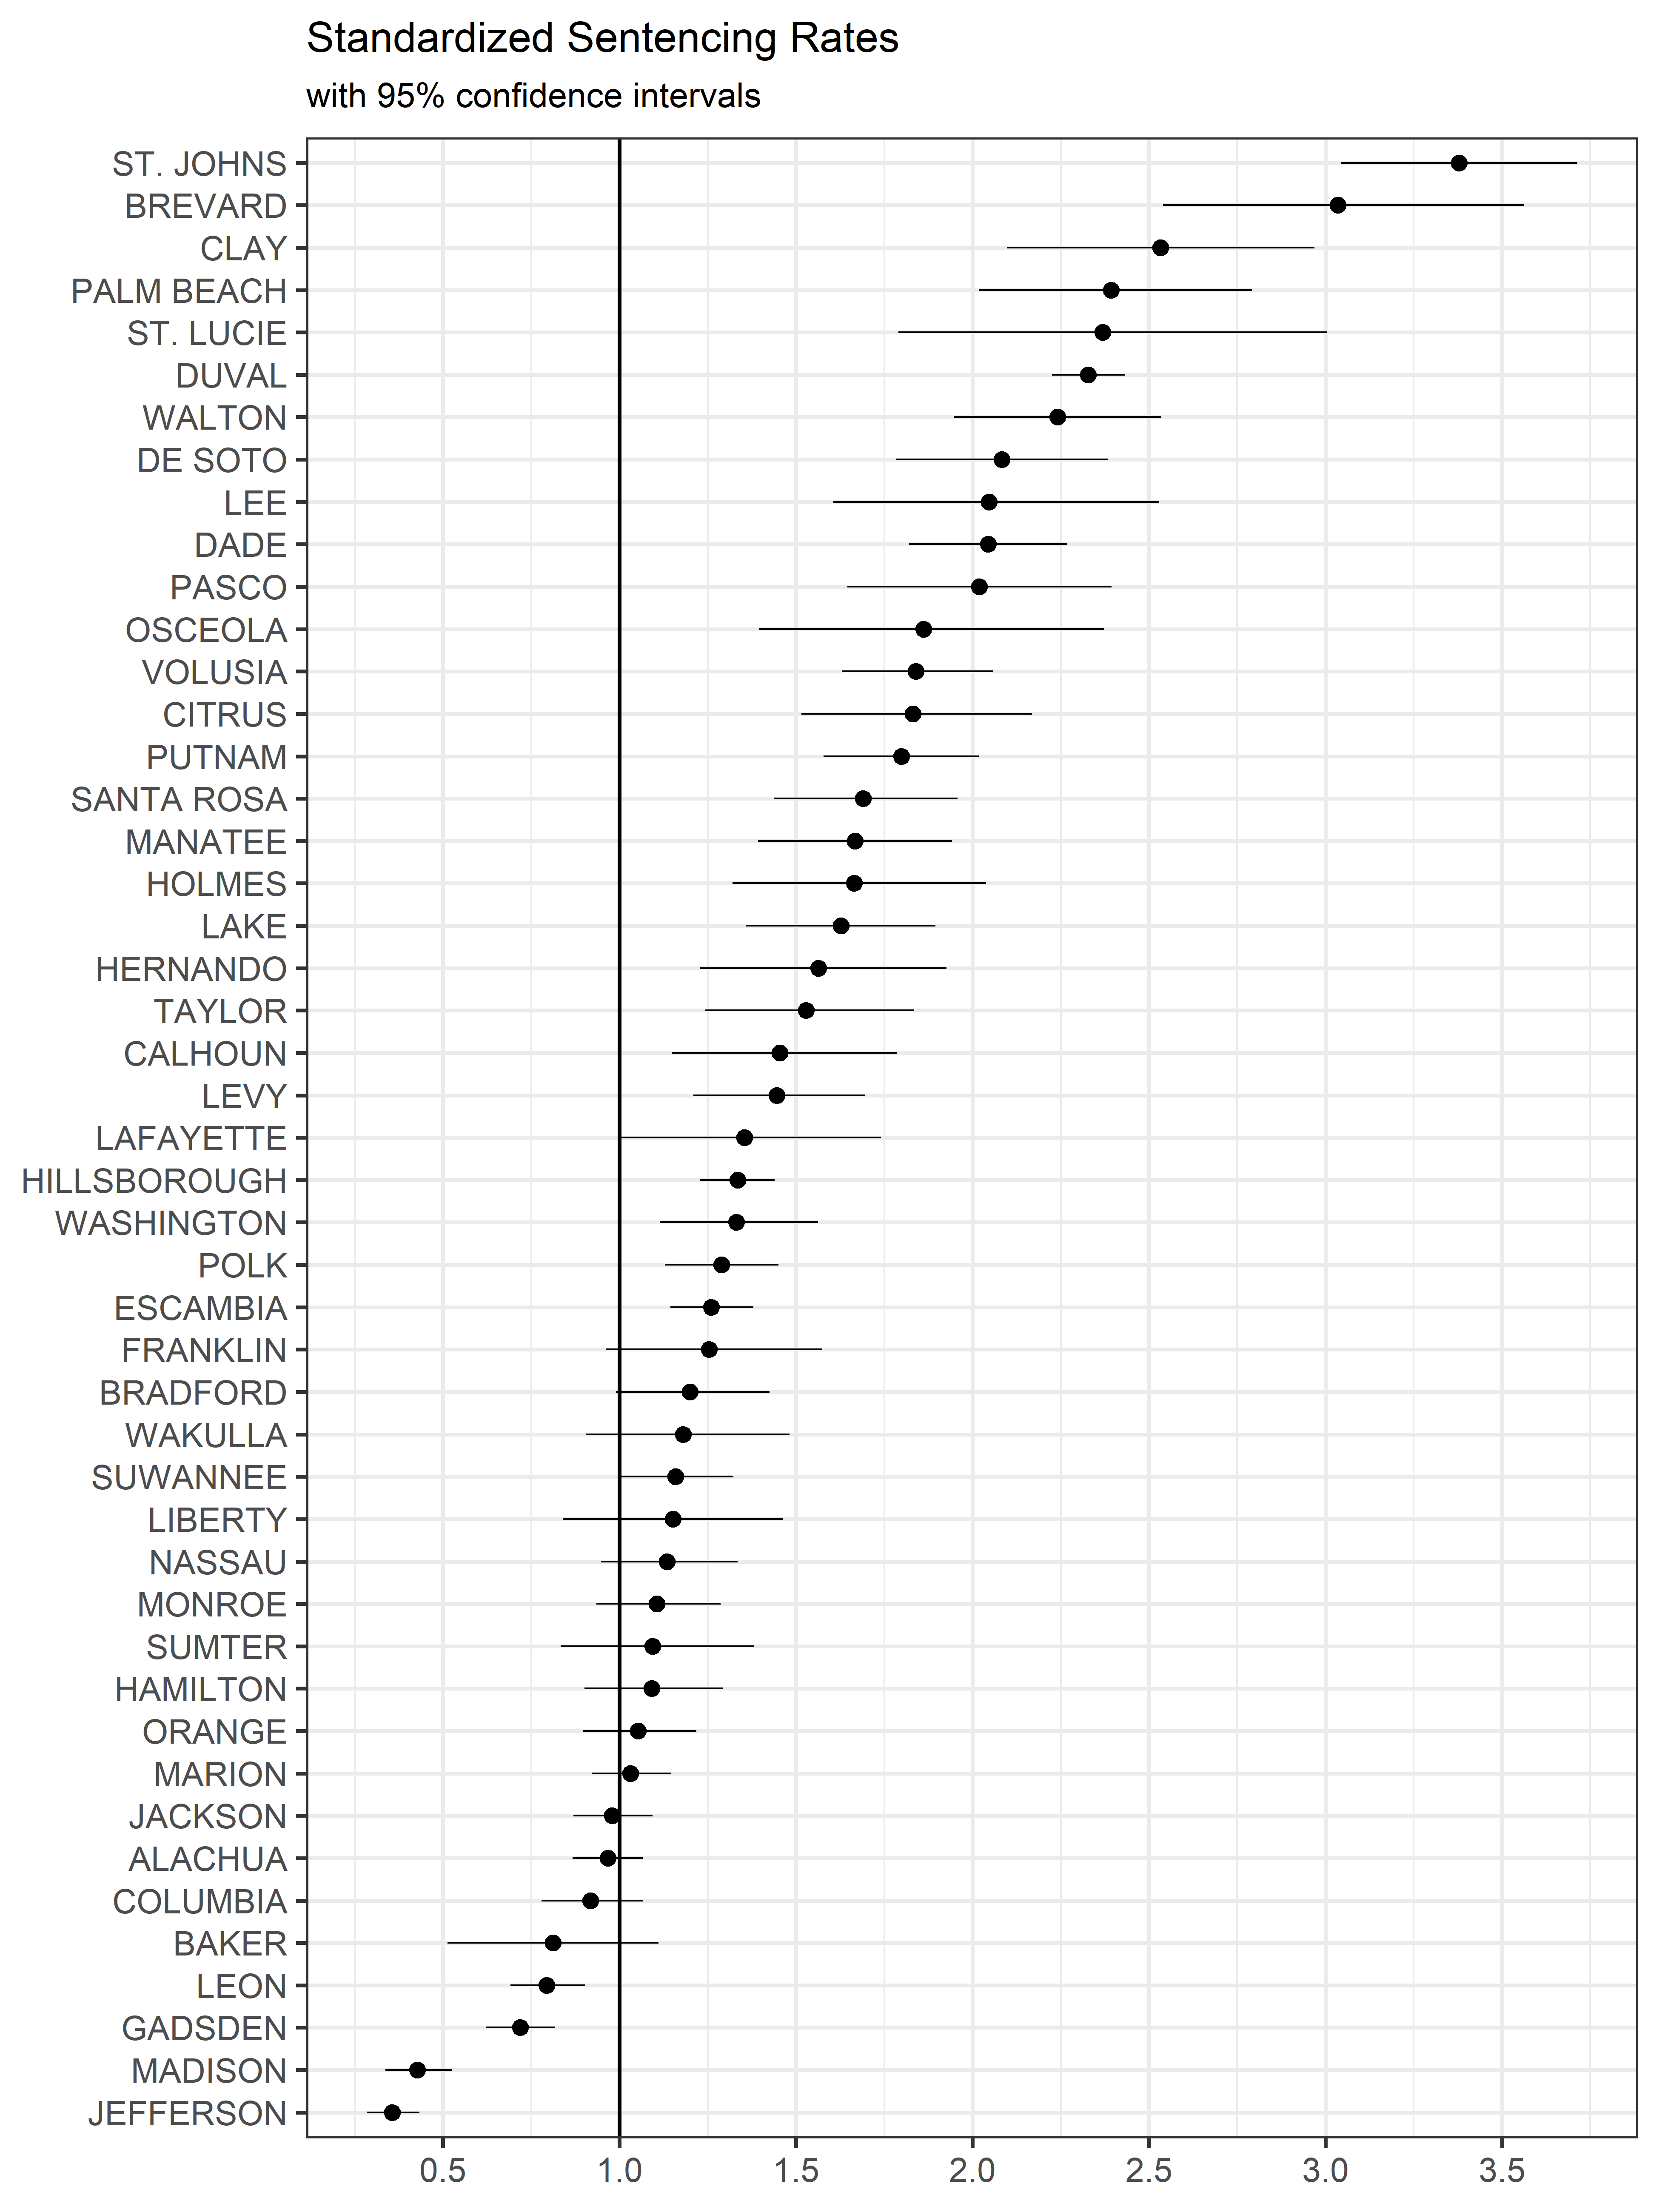 Standardized Sentencing Rates
with 95% confidence intervals
ST. JOHNS
BREVARD
CLAY
PALM BEACH
ST. LUCIE
DUVAL
WALTON
DE SOTO
LEE
DADE
PASCO
OSCEOLA
VOLUSIA
CITRUS
PUTNAM
SANTA ROSA
MANATEE
HOLMES
LAKE
HERNANDO
TAYLOR
CALHOUN
LEVY
LAFAYETTE
HILLSBOROUGH
WASHINGTON
POLK
ESCAMBIA
FRANKLIN
BRADFORD
WAKULLA
SUWANNEE
LIBERTY
NASSAU
MONROE
SUMTER
HAMILTON
ORANGE
MARION
JACKSON
ALACHUA
COLUMBIA
BAKER
LEON
GADSDEN
MADISON
JEFFERSON
0.5 1.0 1.5 2.0 2.5 3.0 3.5